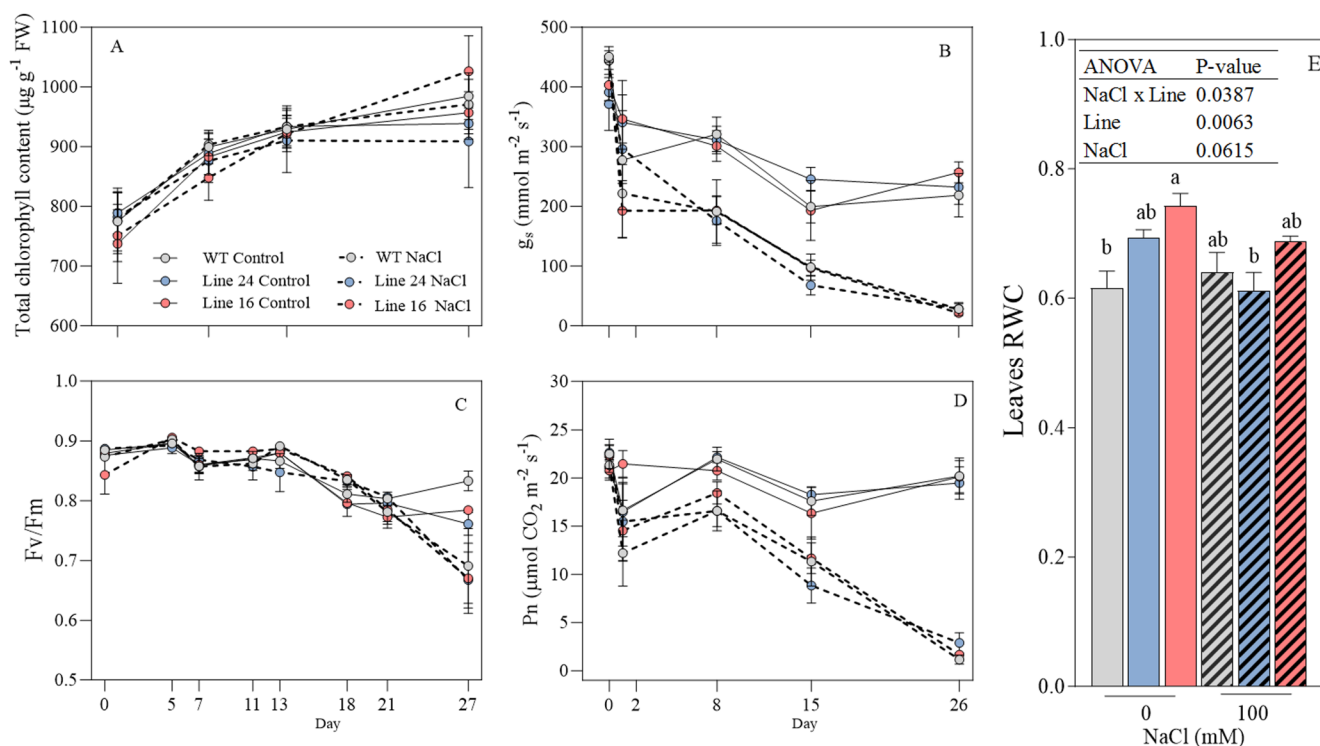 A
Total chlorophyll content (µg g⁻¹ FW)
1100
1000
900
800
700
600
WT Control
WT NaCl
Line 24 Control
Line 24 NaCl
Line 16 Control
Line 16 NaCl
B
gₛ (mmol m⁻² s⁻¹)
500
400
300
200
100
0
0 2 8 15 26
C
Fv/Fm
1.0
0.9
0.8
0.7
0.6
0.5
0 5 7 11 13 18 21 27
Day
D
Pn (µmol CO₂ m⁻² s⁻¹)
30
25
20
15
10
5
0
0 2 8 15 26
Day
E
ANOVA P-value
NaCl x Line 0.0387
Line 0.0063
NaCl 0.0615
Leaves RWC
1.0
0.8
0.6
0.4
0.2
0.0
b ab a ab b ab
0 100
NaCl (mM)